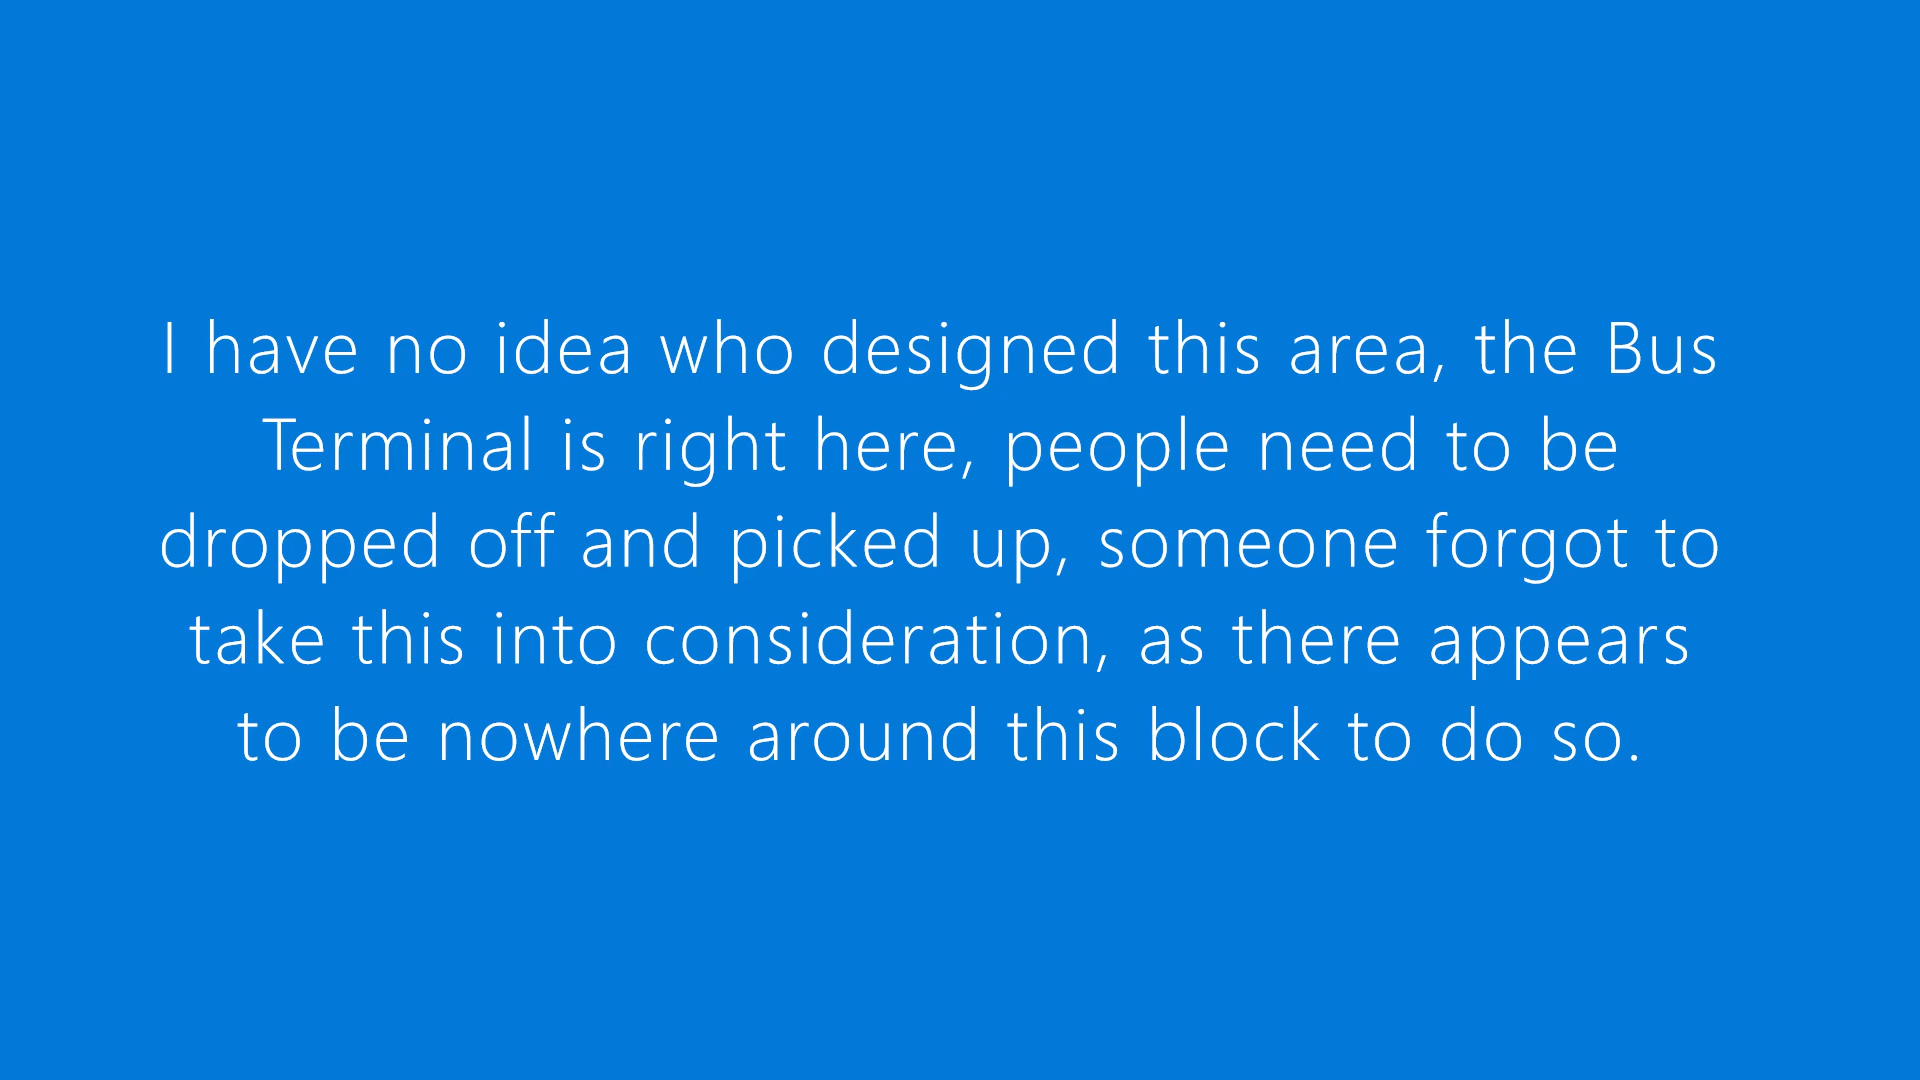 I have no idea who designed this area, the Bus
Terminal is right here, people need to be
dropped off and picked up, someone forgot to
take this into consideration, as there appears
to be nowhere around this block to do so.